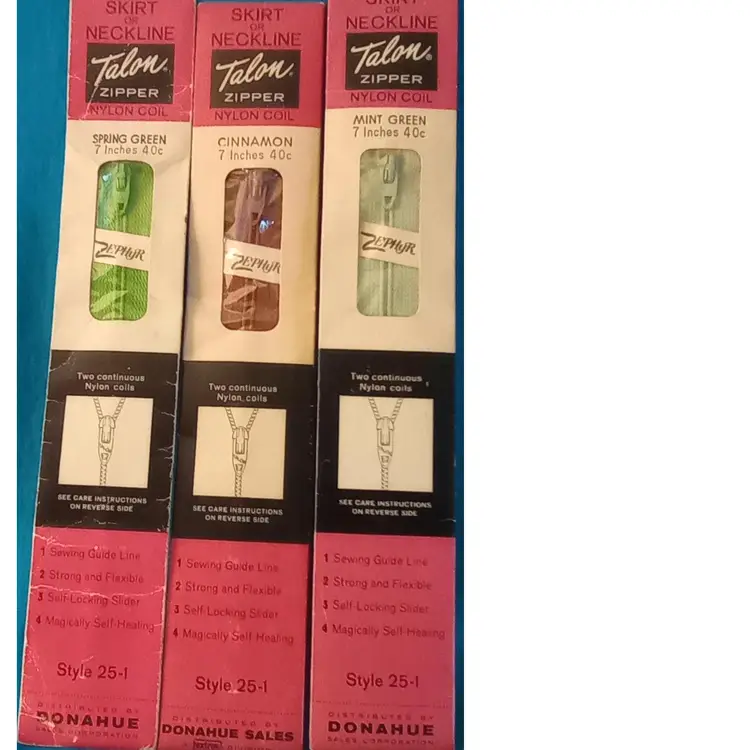 SKIRT
OR
NECKLINE
Talon®
ZIPPER
NYLON COIL
SPRING GREEN
7 Inches 40c
ZEPHYR
Two continuous
Nylon coils
SEE CARE INSTRUCTIONS
ON REVERSE SIDE
1 Sewing Guide Line
2 Strong and Flexible
3 Self-Locking Slider
4 Magically Self-Healing
Style 25-1
DISTRIBUTED BY
DONAHUE
SALES CORPORATION
SKIRT
OR
NECKLINE
Talon®
ZIPPER
NYLON COIL
CINNAMON
7 Inches 40c
ZEPHYR
Two continuous
Nylon coils
SEE CARE INSTRUCTIONS
ON REVERSE SIDE
1 Sewing Guide Line
2 Strong and Flexible
3 Self-Locking Slider
4 Magically Self-Healing
Style 25-1
DISTRIBUTED BY
DONAHUE SALES
textron
SKIRT
OR
NECKLINE
Talon®
ZIPPER
NYLON COIL
MINT GREEN
7 Inches 40c
ZEPHYR
Two continuous
Nylon coils
SEE CARE INSTRUCTIONS
ON REVERSE SIDE
1 Sewing Guide Line
2 Strong and Flexible
3 Self-Locking Slider
4 Magically Self-Healing
Style 25-1
DISTRIBUTED BY
DONAHUE
SALES CORPORATION